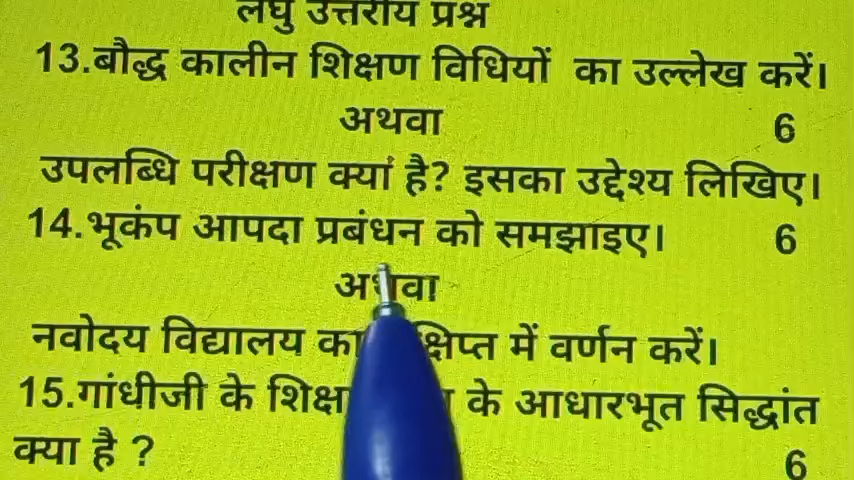 लघु उत्तरीय प्रश्न
13.बौद्ध कालीन शिक्षण विधियों का उल्लेख करें।
अथवा 6
उपलब्धि परीक्षण क्यां है? इसका उद्देश्य लिखिए।
14.भूकंप आपदा प्रबंधन को समझाइए। 6
अथवा
नवोदय विद्यालय का में वर्णन करें।
15.गांधीजी के के आधारभूत सिद्धांत
क्या है ?
6